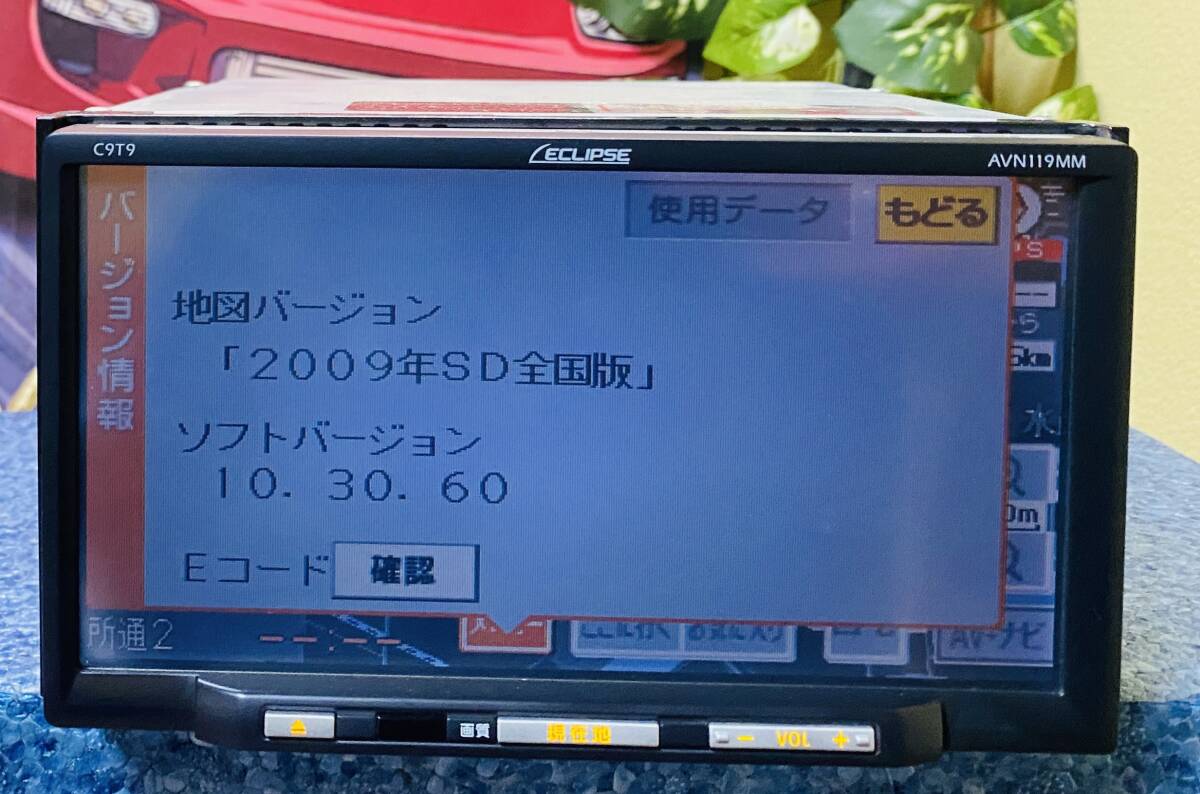 C9T9
ECLIPSE
AVN119MM
バージョン情報
使用データ
もどる
地図バージョン
「2009年SD全国版」
ソフトバージョン
10.30.60
Eコード
確認
所通2
--:--
AV・ナビ
画質
現在地
- VOL +